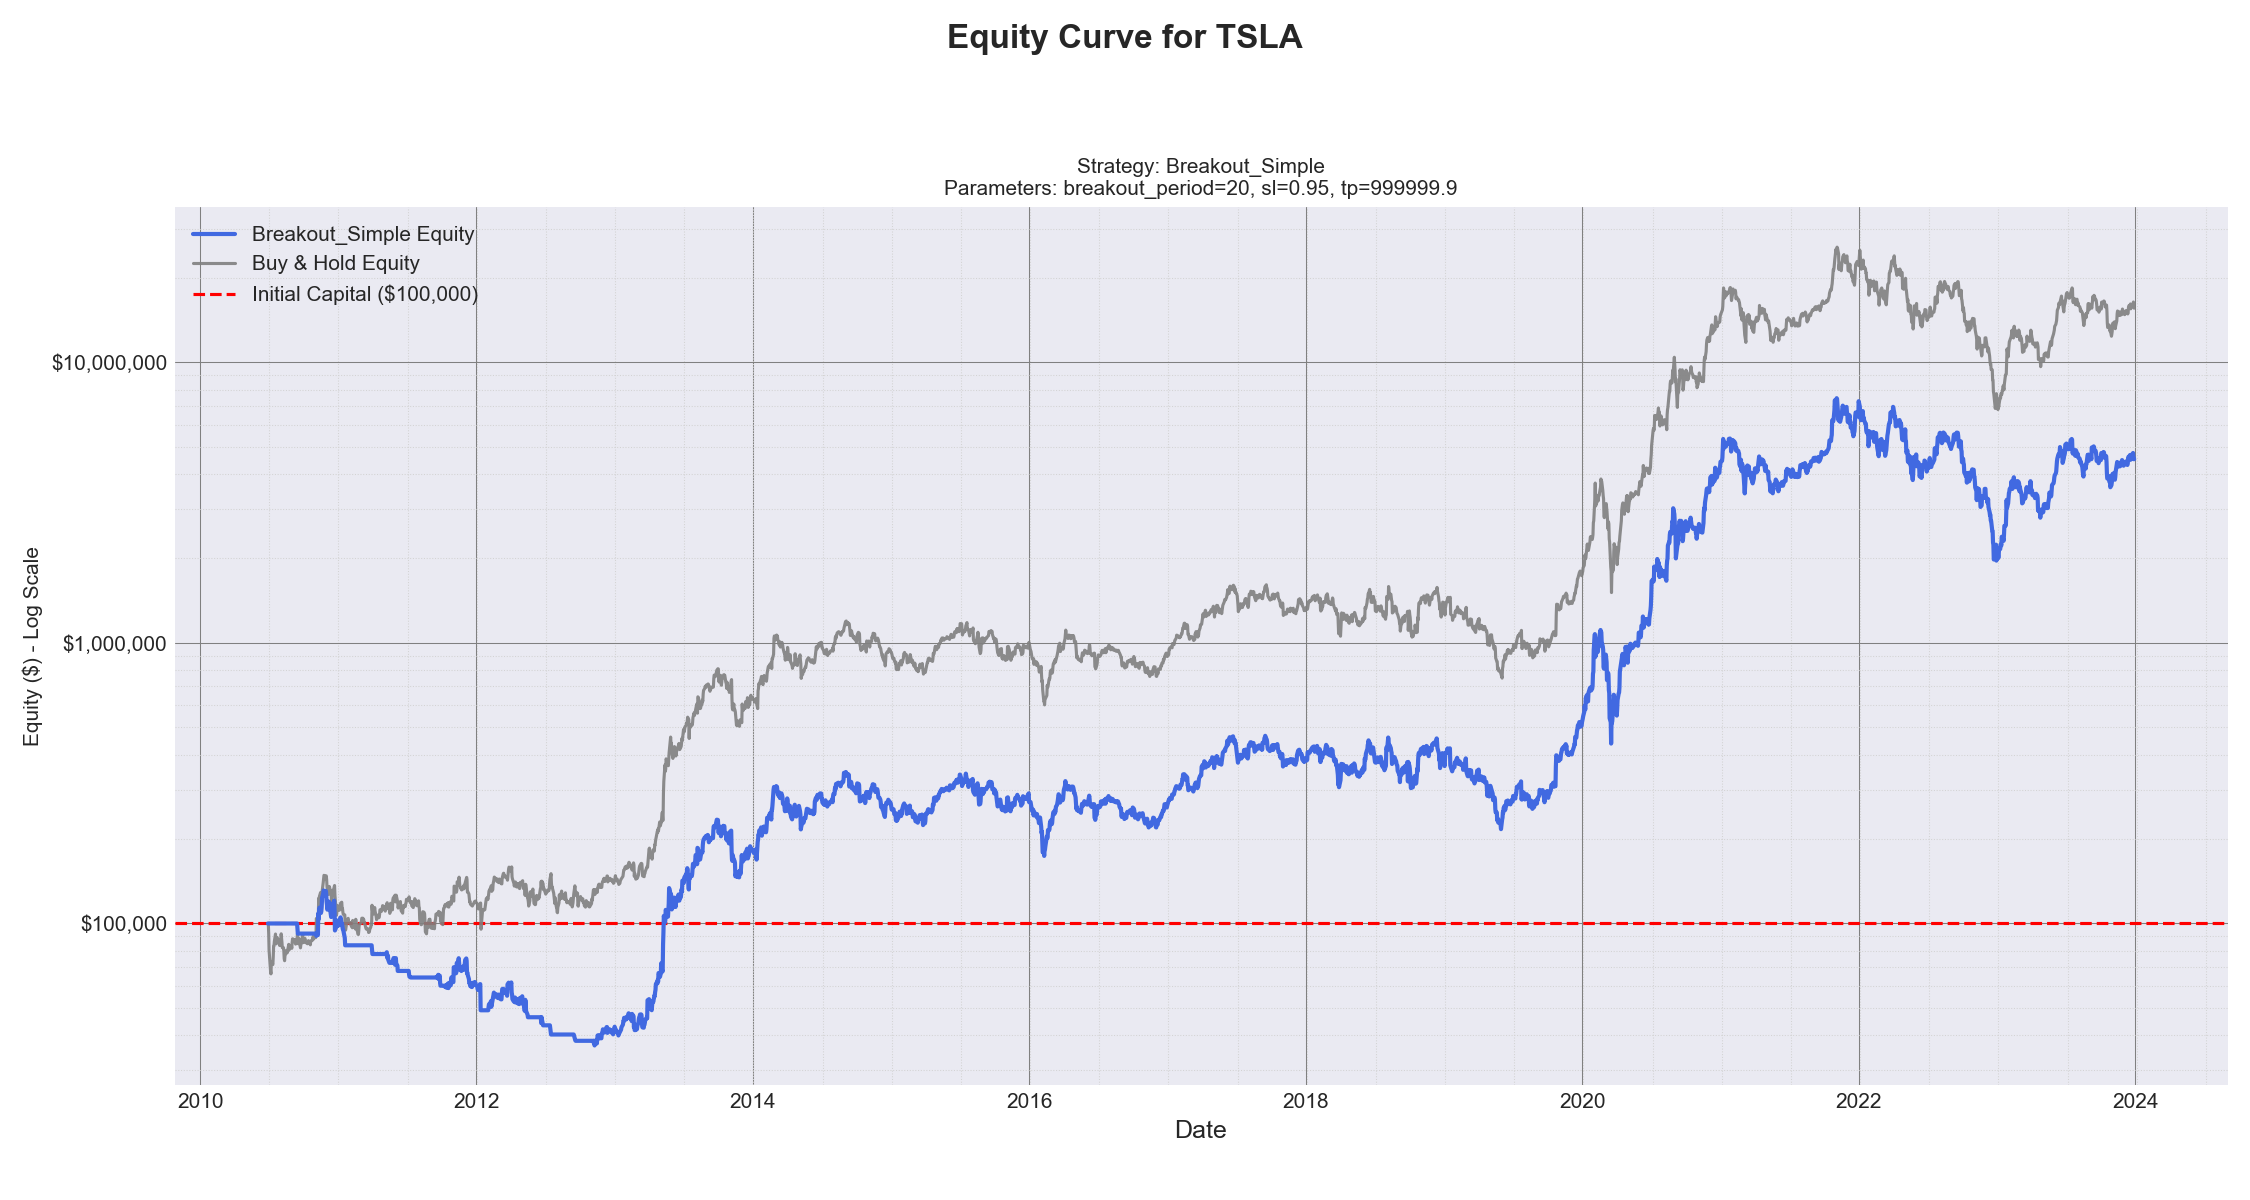 Equity Curve for TSLA
Strategy: Breakout_Simple
Parameters: breakout_period=20, sl=0.95, tp=999999.9
Breakout_Simple Equity
Buy & Hold Equity
Initial Capital ($100,000)
$10,000,000
$1,000,000
$100,000
Equity ($) - Log Scale
2010 2012 2014 2016 2018 2020 2022 2024
Date